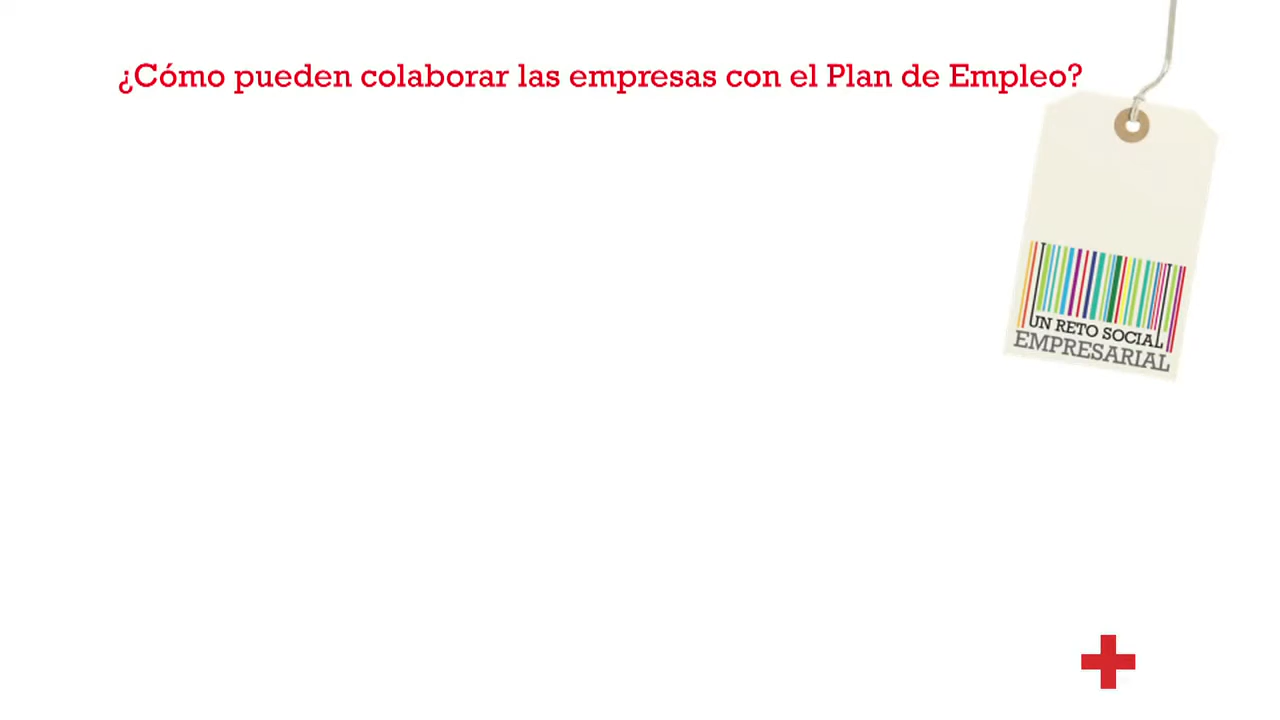 ¿Cómo pueden colaborar las empresas con el Plan de Empleo?
UN RETO SOCIAL
EMPRESARIAL